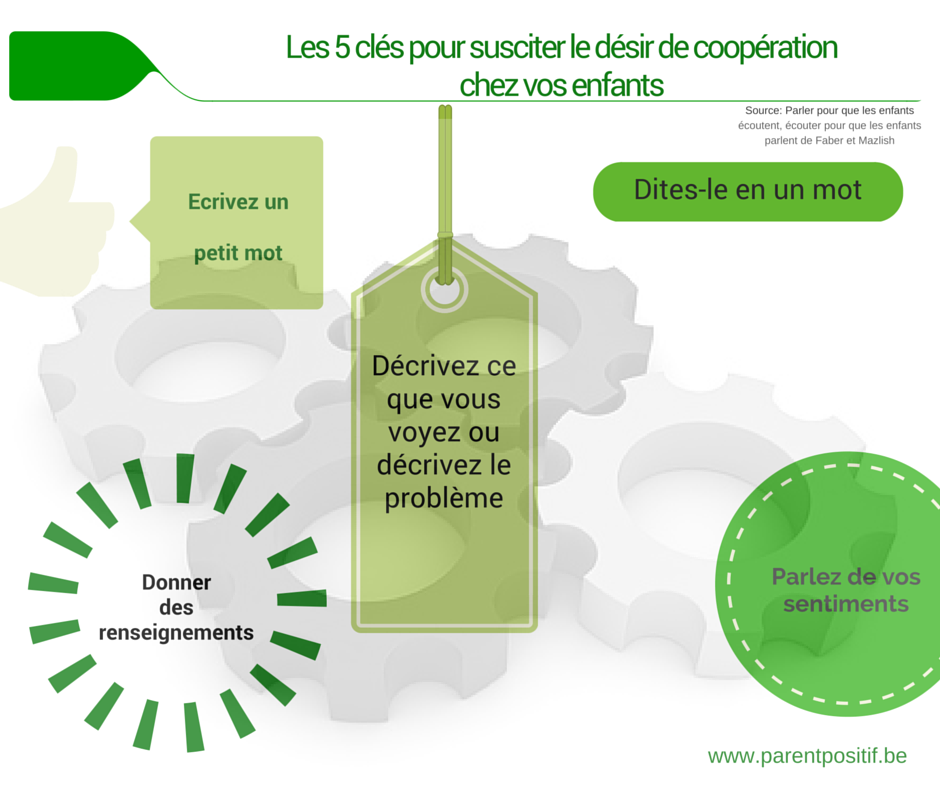 Les 5 clés pour susciter le désir de coopération
chez vos enfants
Source: Parler pour que les enfants
écoutent, écouter pour que les enfants
parlent de Faber et Mazlish
Ecrivez un
petit mot
Dites-le en un mot
Décrivez ce
que vous
voyez ou
décrivez le
problème
Donner
des
renseignements
Parlez de vos
sentiments
www.parentpositif.be